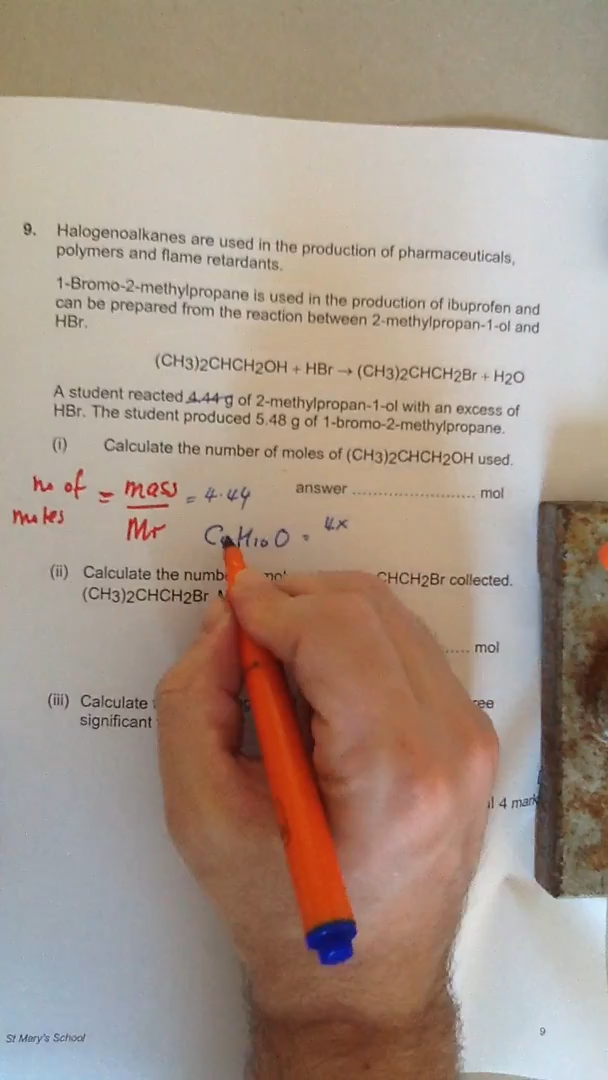 9. Halogenoalkanes are used in the production of pharmaceuticals,
polymers and flame retardants.
1-Bromo-2-methylpropane is used in the production of ibuprofen and
can be prepared from the reaction between 2-methylpropan-1-ol and
HBr.
(CH3)2CHCH2OH + HBr → (CH3)2CHCH2Br + H2O
A student reacted 4.44 g of 2-methylpropan-1-ol with an excess of
HBr. The student produced 5.48 g of 1-bromo-2-methylpropane.
(i) Calculate the number of moles of (CH3)2CHCH2OH used.
no of moles = mass / Mr = 4.44
answer ........................... mol
C4H10O = 4x
(ii) Calculate the CHCH2Br collected.
(CH3)2CHCH2Br
..... mol
(iii) Calculate
significant
4 mark
St Mary's School
9